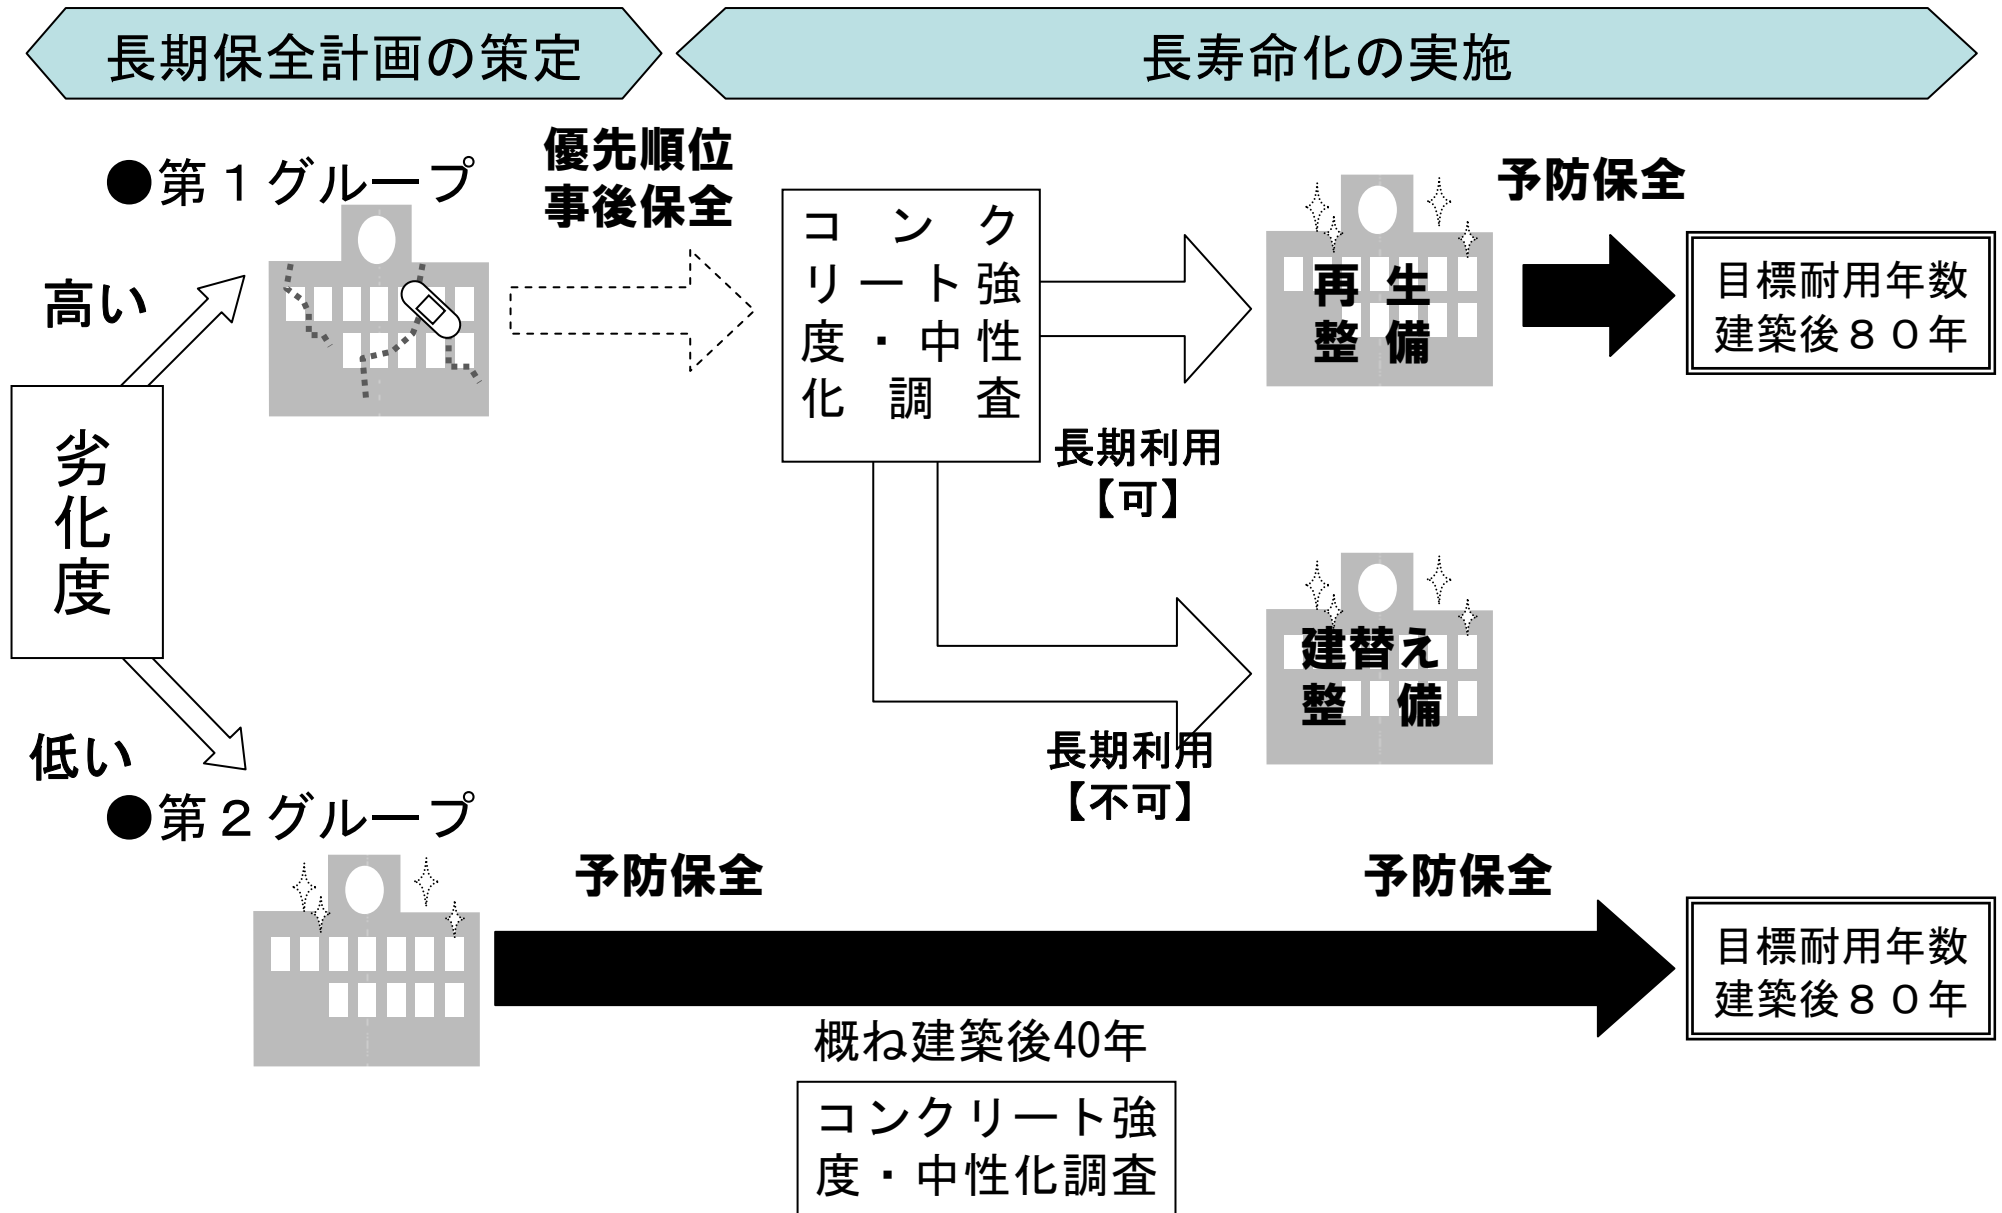 長期保全計画の策定
長寿命化の実施
●第１グループ
優先順位
事後保全
高い
コンク
リート強
度・中性
化調査
再生
整備
予防保全
目標耐用年数
建築後８０年
長期利用
【可】
劣化度
建替え
整備
長期利用
【不可】
低い
●第２グループ
予防保全
予防保全
目標耐用年数
建築後８０年
概ね建築後40年
コンクリート強
度・中性化調査